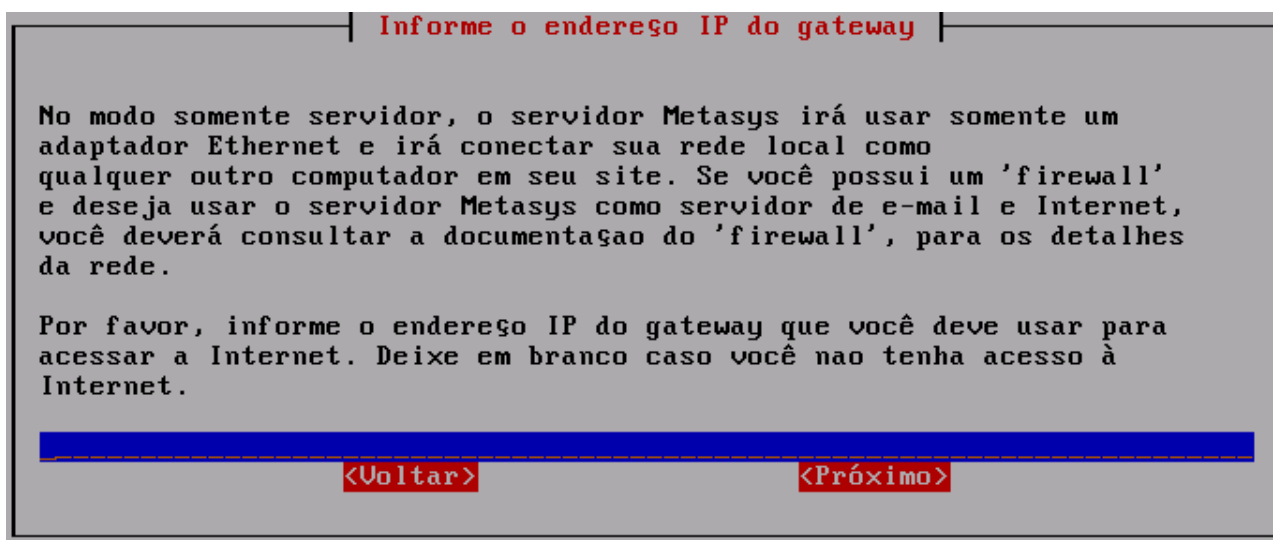 Informe o endereço IP do gateway
No modo somente servidor, o servidor Metasys irá usar somente um
adaptador Ethernet e irá conectar sua rede local como
qualquer outro computador em seu site. Se você possui um 'firewall'
e deseja usar o servidor Metasys como servidor de e-mail e Internet,
você deverá consultar a documentaçao do 'firewall', para os detalhes
da rede.
Por favor, informe o endereço IP do gateway que você deve usar para
acessar a Internet. Deixe em branco caso você nao tenha acesso à
Internet.
<Voltar> <Próximo>